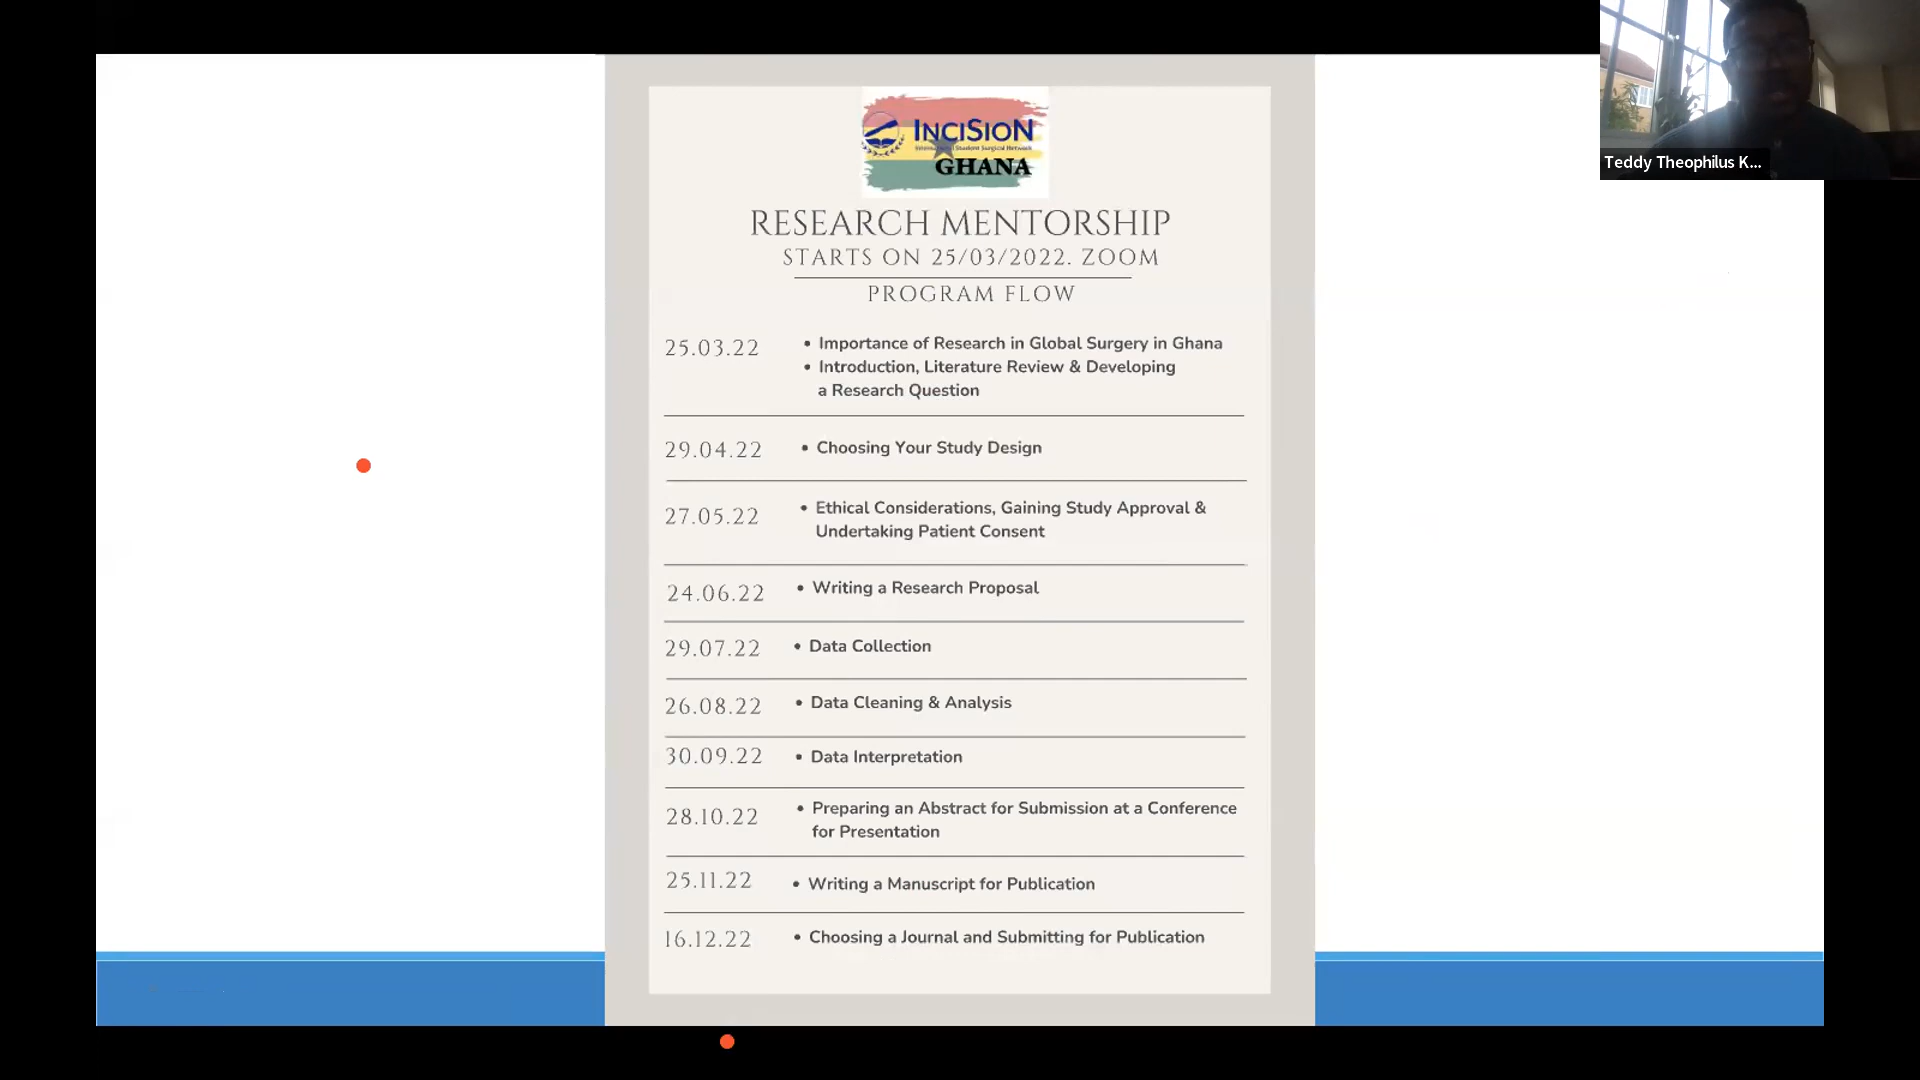 Teddy Theophilus K...
INCISION
International Student Surgical Network
GHANA
RESEARCH MENTORSHIP
STARTS ON 25/03/2022. ZOOM
PROGRAM FLOW
25.03.22
• Importance of Research in Global Surgery in Ghana
• Introduction, Literature Review & Developing
a Research Question
29.04.22
• Choosing Your Study Design
27.05.22
• Ethical Considerations, Gaining Study Approval &
Undertaking Patient Consent
24.06.22
• Writing a Research Proposal
29.07.22
• Data Collection
26.08.22
• Data Cleaning & Analysis
30.09.22
• Data Interpretation
28.10.22
• Preparing an Abstract for Submission at a Conference
for Presentation
25.11.22
• Writing a Manuscript for Publication
16.12.22
• Choosing a Journal and Submitting for Publication